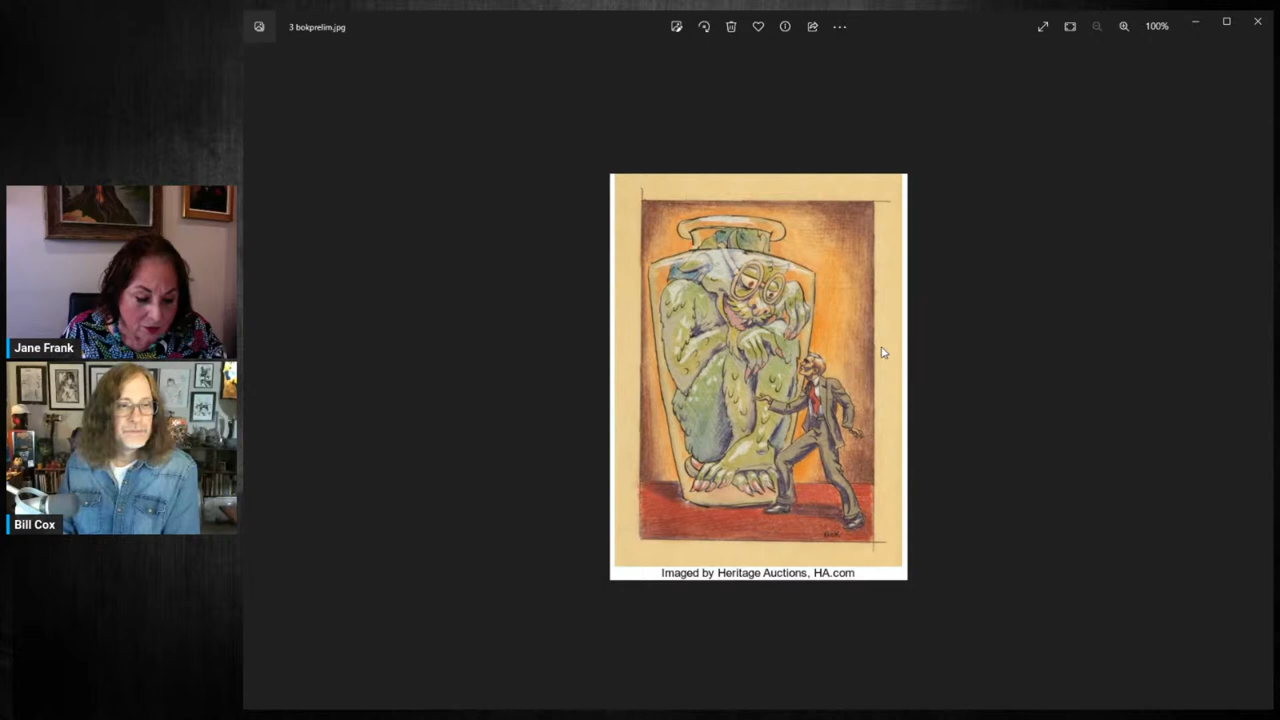 3 bokprelim.jpg
100%
Jane Frank
Bill Cox
Imaged by Heritage Auctions, HA.com